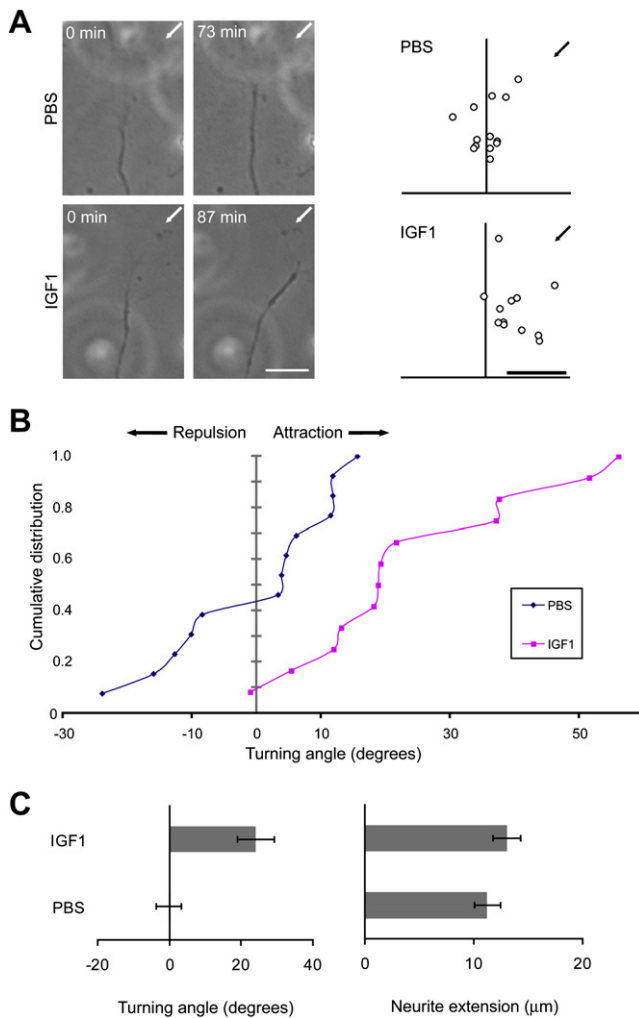 A
0 min
73 min
PBS
PBS
0 min
87 min
IGF1
IGF1
B
Repulsion
Attraction
Cumulative distribution
1.0
0.8
0.6
0.4
0.2
0
-30
-10
0
10
30
50
Turning angle (degrees)
PBS
IGF1
C
IGF1
PBS
-20
0
20
40
Turning angle (degrees)
0
10
20
Neurite extension (μm)